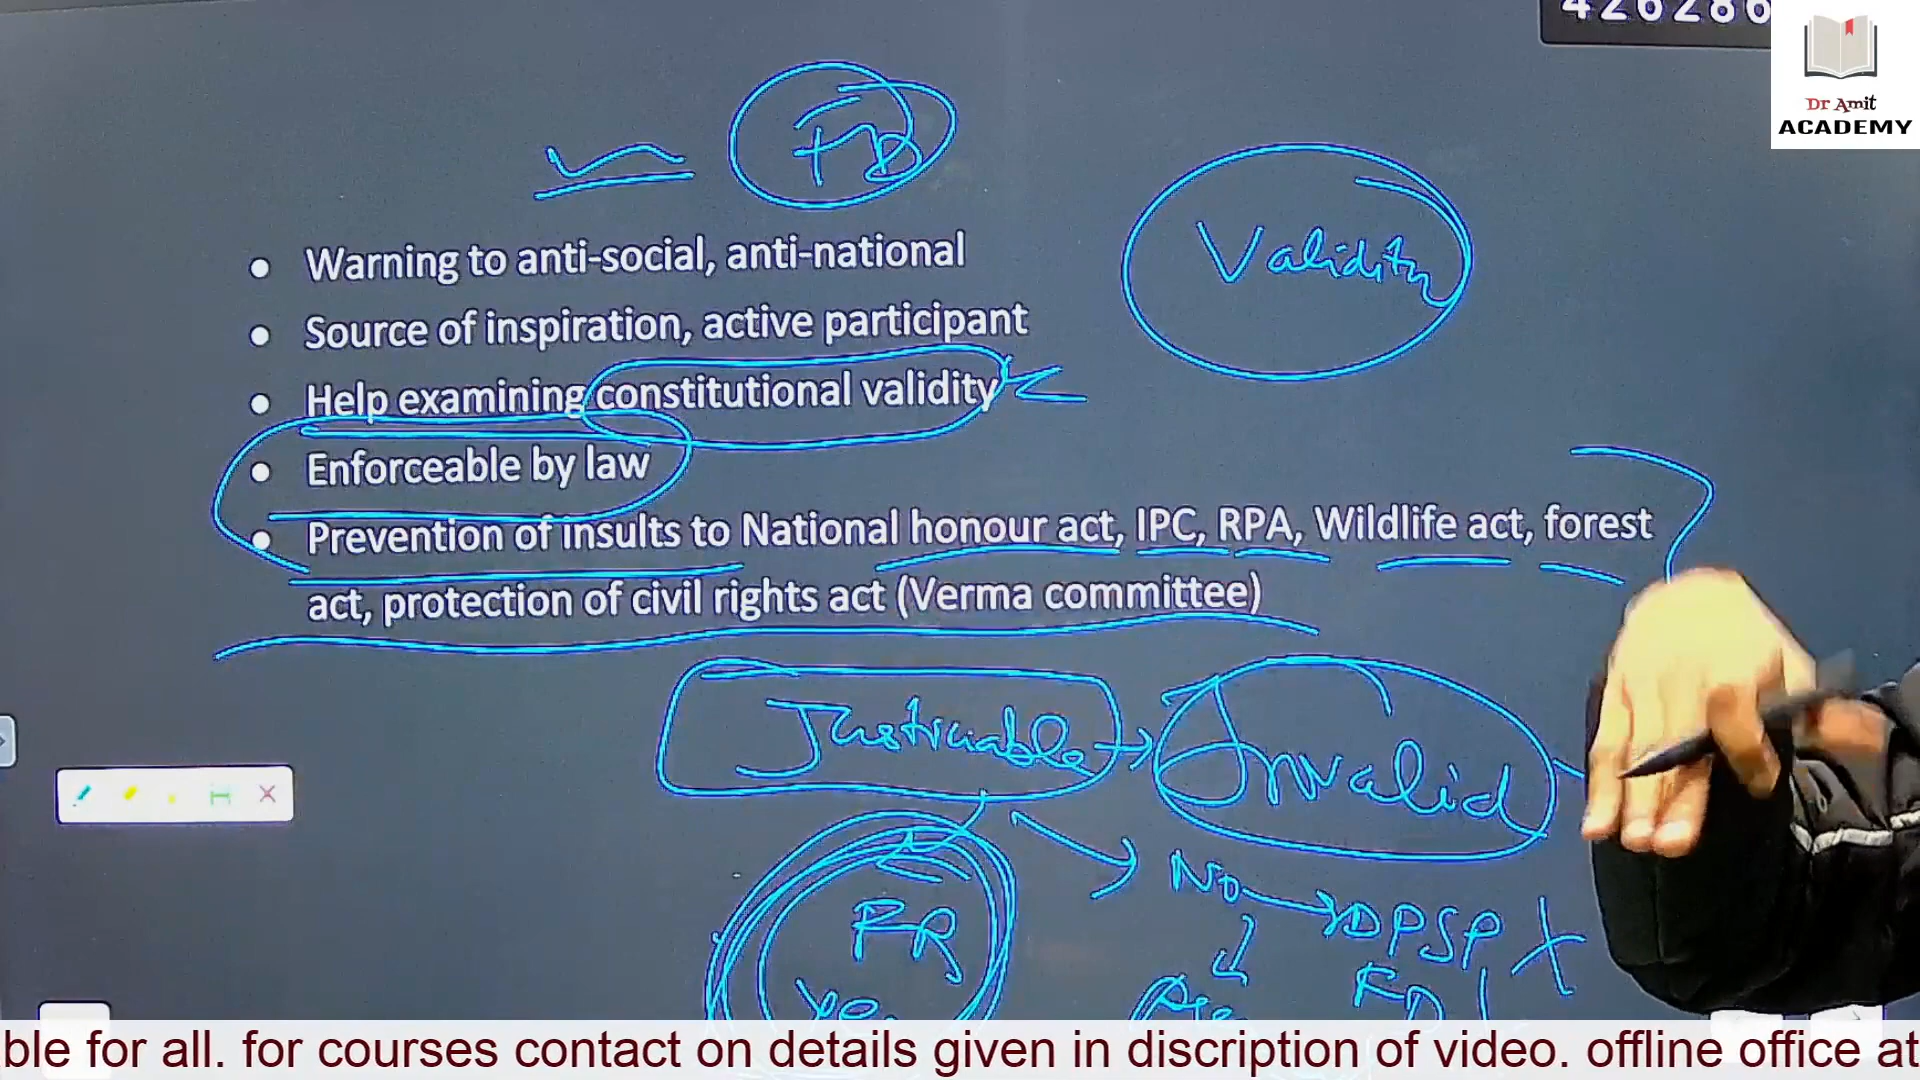 426286
Dr Amit
ACADEMY
FD
Validity
• Warning to anti-social, anti-national
• Source of inspiration, active participant
• Help examining constitutional validity
• Enforceable by law
• Prevention of insults to National honour act, IPC, RPA, Wildlife act, forest
act, protection of civil rights act (Verma committee)
Justiciable → Invalid
No → DPSP X
FR
FD
Yes
ble for all. for courses contact on details given in discription of video. offline office at